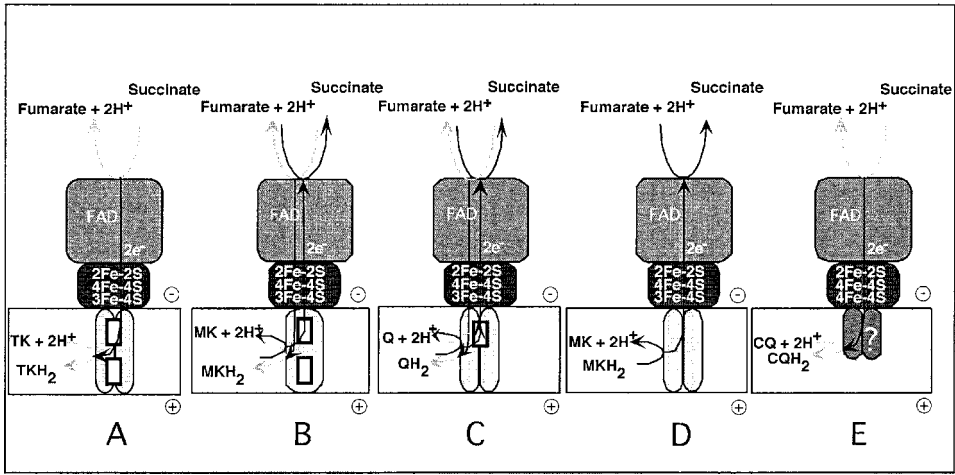 Succinate
Fumarate + 2H⁺
FAD
2e⁻
2Fe-2S
4Fe-4S
3Fe-4S
−
TK + 2H⁺
TKH₂
+
A
Succinate
Fumarate + 2H⁺
FAD
2e⁻
2Fe-2S
4Fe-4S
3Fe-4S
−
MK + 2H⁺
MKH₂
+
B
Succinate
Fumarate + 2H⁺
FAD
2e⁻
2Fe-2S
4Fe-4S
3Fe-4S
−
Q + 2H⁺
QH₂
+
C
Succinate
Fumarate + 2H⁺
FAD
2e⁻
2Fe-2S
4Fe-4S
3Fe-4S
−
MK + 2H⁺
MKH₂
+
D
Succinate
Fumarate + 2H⁺
FAD
2e⁻
2Fe-2S
4Fe-4S
4Fe-4S
−
?
CQ + 2H⁺
CQH₂
+
E